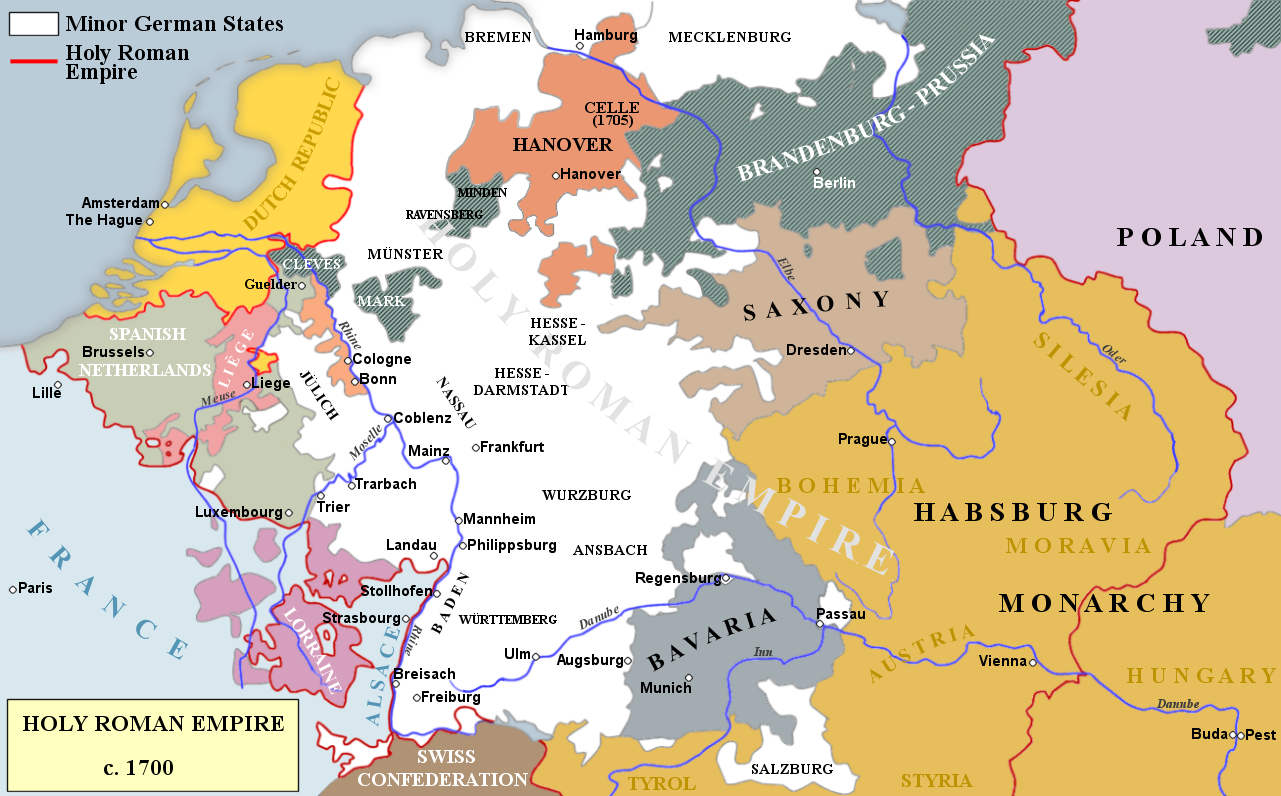 Minor German States
Holy Roman
Empire
BREMEN
Hamburg
MECKLENBURG
CELLE
(1705)
HANOVER
Hanover
BRANDENBURG - PRUSSIA
Berlin
DUTCH REPUBLIC
Amsterdam
The Hague
MINDEN
RAVENSBERG
POLAND
HOLY ROMAN EMPIRE
MÜNSTER
CLEVES
Guelder
MARK
Elbe
SAXONY
Dresden
SILESIA
Oder
HESSE -
KASSEL
HESSE -
DARMSTADT
SPANISH
NETHERLANDS
Brussels
LIÈGE
Liege
Lille
Meuse
Rhine
Cologne
Bonn
JÜLICH
NASSAU
Coblenz
Moselle
Mainz
Frankfurt
Prague
BOHEMIA
HABSBURG
MORAVIA
MONARCHY
Trarbach
Trier
Luxembourg
WURZBURG
Mannheim
Philippsburg
Landau
ANSBACH
FRANCE
Paris
Stollhofen
Strasbourg
BADEN
Rhine
WÜRTTEMBERG
Danube
Regensburg
Passau
BAVARIA
Inn
AUSTRIA
Vienna
HUNGARY
Dannbe
Buda
Pest
LORRAINE
ALSACE
Ulm
Augsburg
Munich
Breisach
Freiburg
HOLY ROMAN EMPIRE
c. 1700
SWISS
CONFEDERATION
TYROL
SALZBURG
STYRIA